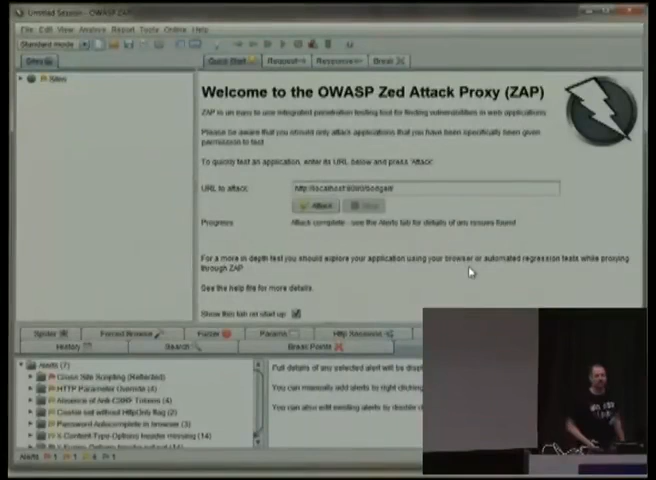 Untitled Session - OWASP ZAP
File Edit View Analyse Report Tools Online Help
Standard mode
Sites
Quick Start Request Response Break
Sites
Welcome to the OWASP Zed Attack Proxy (ZAP)
ZAP is an easy to use integrated penetration testing tool for finding vulnerabilities in web applications.
Please be aware that you should only attack applications that you have been specifically been given
permission to test
To quickly test an application, enter its URL below and press 'Attack'.
URL to attack: http://localhost:8080/bodgeit/
Attack Stop
Progress: Attack complete - see the Alerts tab for details of any issues found
For a more in depth test you should explore your application using your browser or automated regression tests while proxying
through ZAP
See the help file for more details.
Show this tab on start up
Spider Forced Browse Fuzzer Params Http Sessions
History Search Break Points
Alerts (7)
Cross Site Scripting (Reflected)
HTTP Parameter Override (4)
Absence of Anti-CSRF Tokens (4)
Cookie set without HttpOnly flag (2)
Password Autocomplete in browser (3)
X-Content-Type-Options header missing (14)
Full details of any selected alert will be disp
You can manually add alerts by right clicking
You can also edit existing alerts by double c
Alerts 1 1